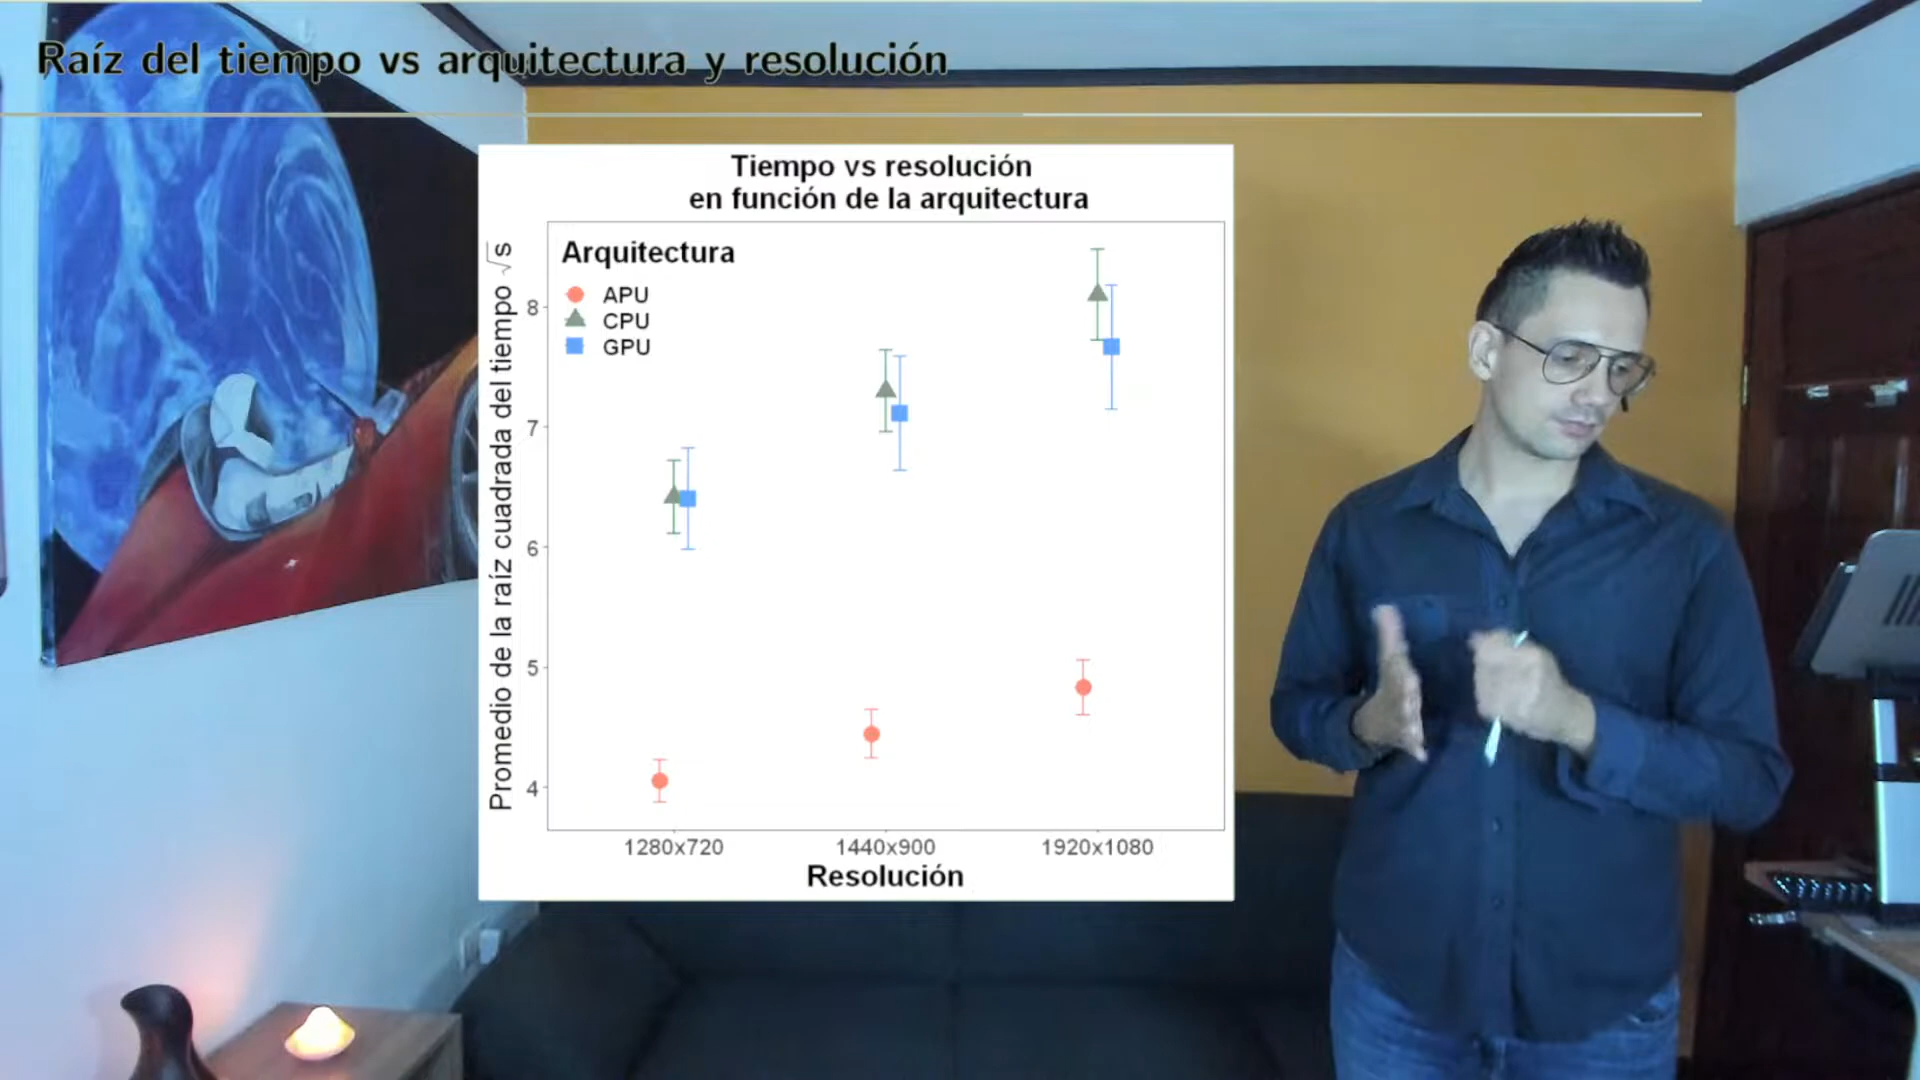 Raíz del tiempo vs arquitectura y resolución
Tiempo vs resolución
en función de la arquitectura
Promedio de la raíz cuadrada del tiempo √s
Arquitectura
APU
CPU
GPU
8
7
6
5
4
1280x720
1440x900
1920x1080
Resolución